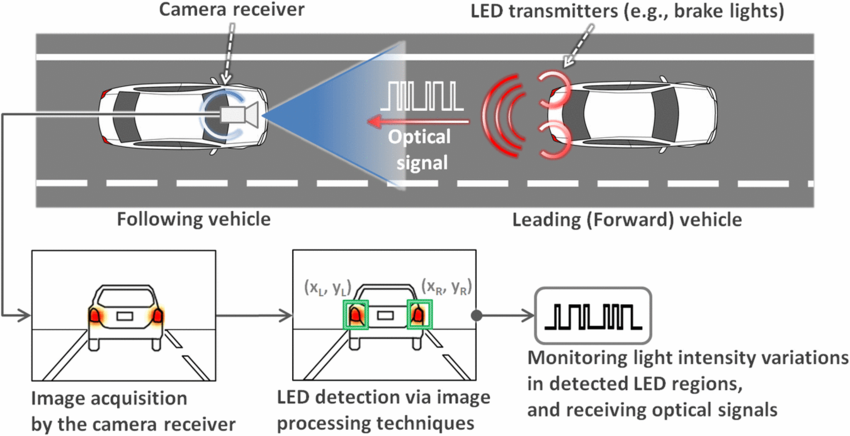 Camera receiver
LED transmitters (e.g., brake lights)
Optical
signal
Following vehicle
Leading (Forward) vehicle
(xL, yL)
(xR, yR)
Image acquisition
by the camera receiver
LED detection via image
processing techniques
Monitoring light intensity variations
in detected LED regions,
and receiving optical signals